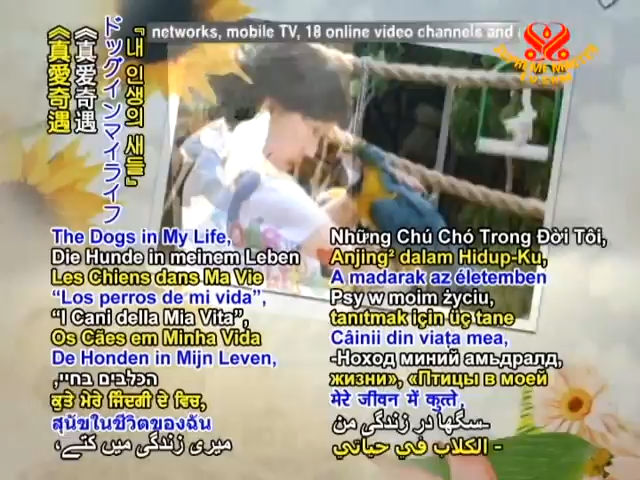 networks, mobile TV, 18 online video channels and
SUPREME MASTER
『내 인생의 새들』
ドッグインマイライフ
《真爱奇遇
《真愛奇遇
The Dogs in My Life,
Die Hunde in meinem Leben
Les Chiens dans Ma Vie
“Los perros de mi vida”,
“I Cani della Mia Vita”,
Os Cães em Minha Vida
De Honden in Mijn Leven,
הכלבים בחיי,
ਕੁਤੇ ਮੇਰੇ ਜ਼ਿੰਦਗੀ ਦੇ ਵਿਚ,
สุนัขในชีวิตของฉัน
میری زندگی میں کتے،
Những Chú Chó Trong Đời Tôi,
Anjing² dalam Hidup-Ku,
A madarak az életemben
Psy w moim życiu,
tanıtmak için üç tane
Câinii din viaţa mea,
-Ноход миний амьдралд,
жизни», «Птицы в моей
मेरे जीवन में कुत्ते,
-سگها در زندگی من
- الكلاب في حياتي